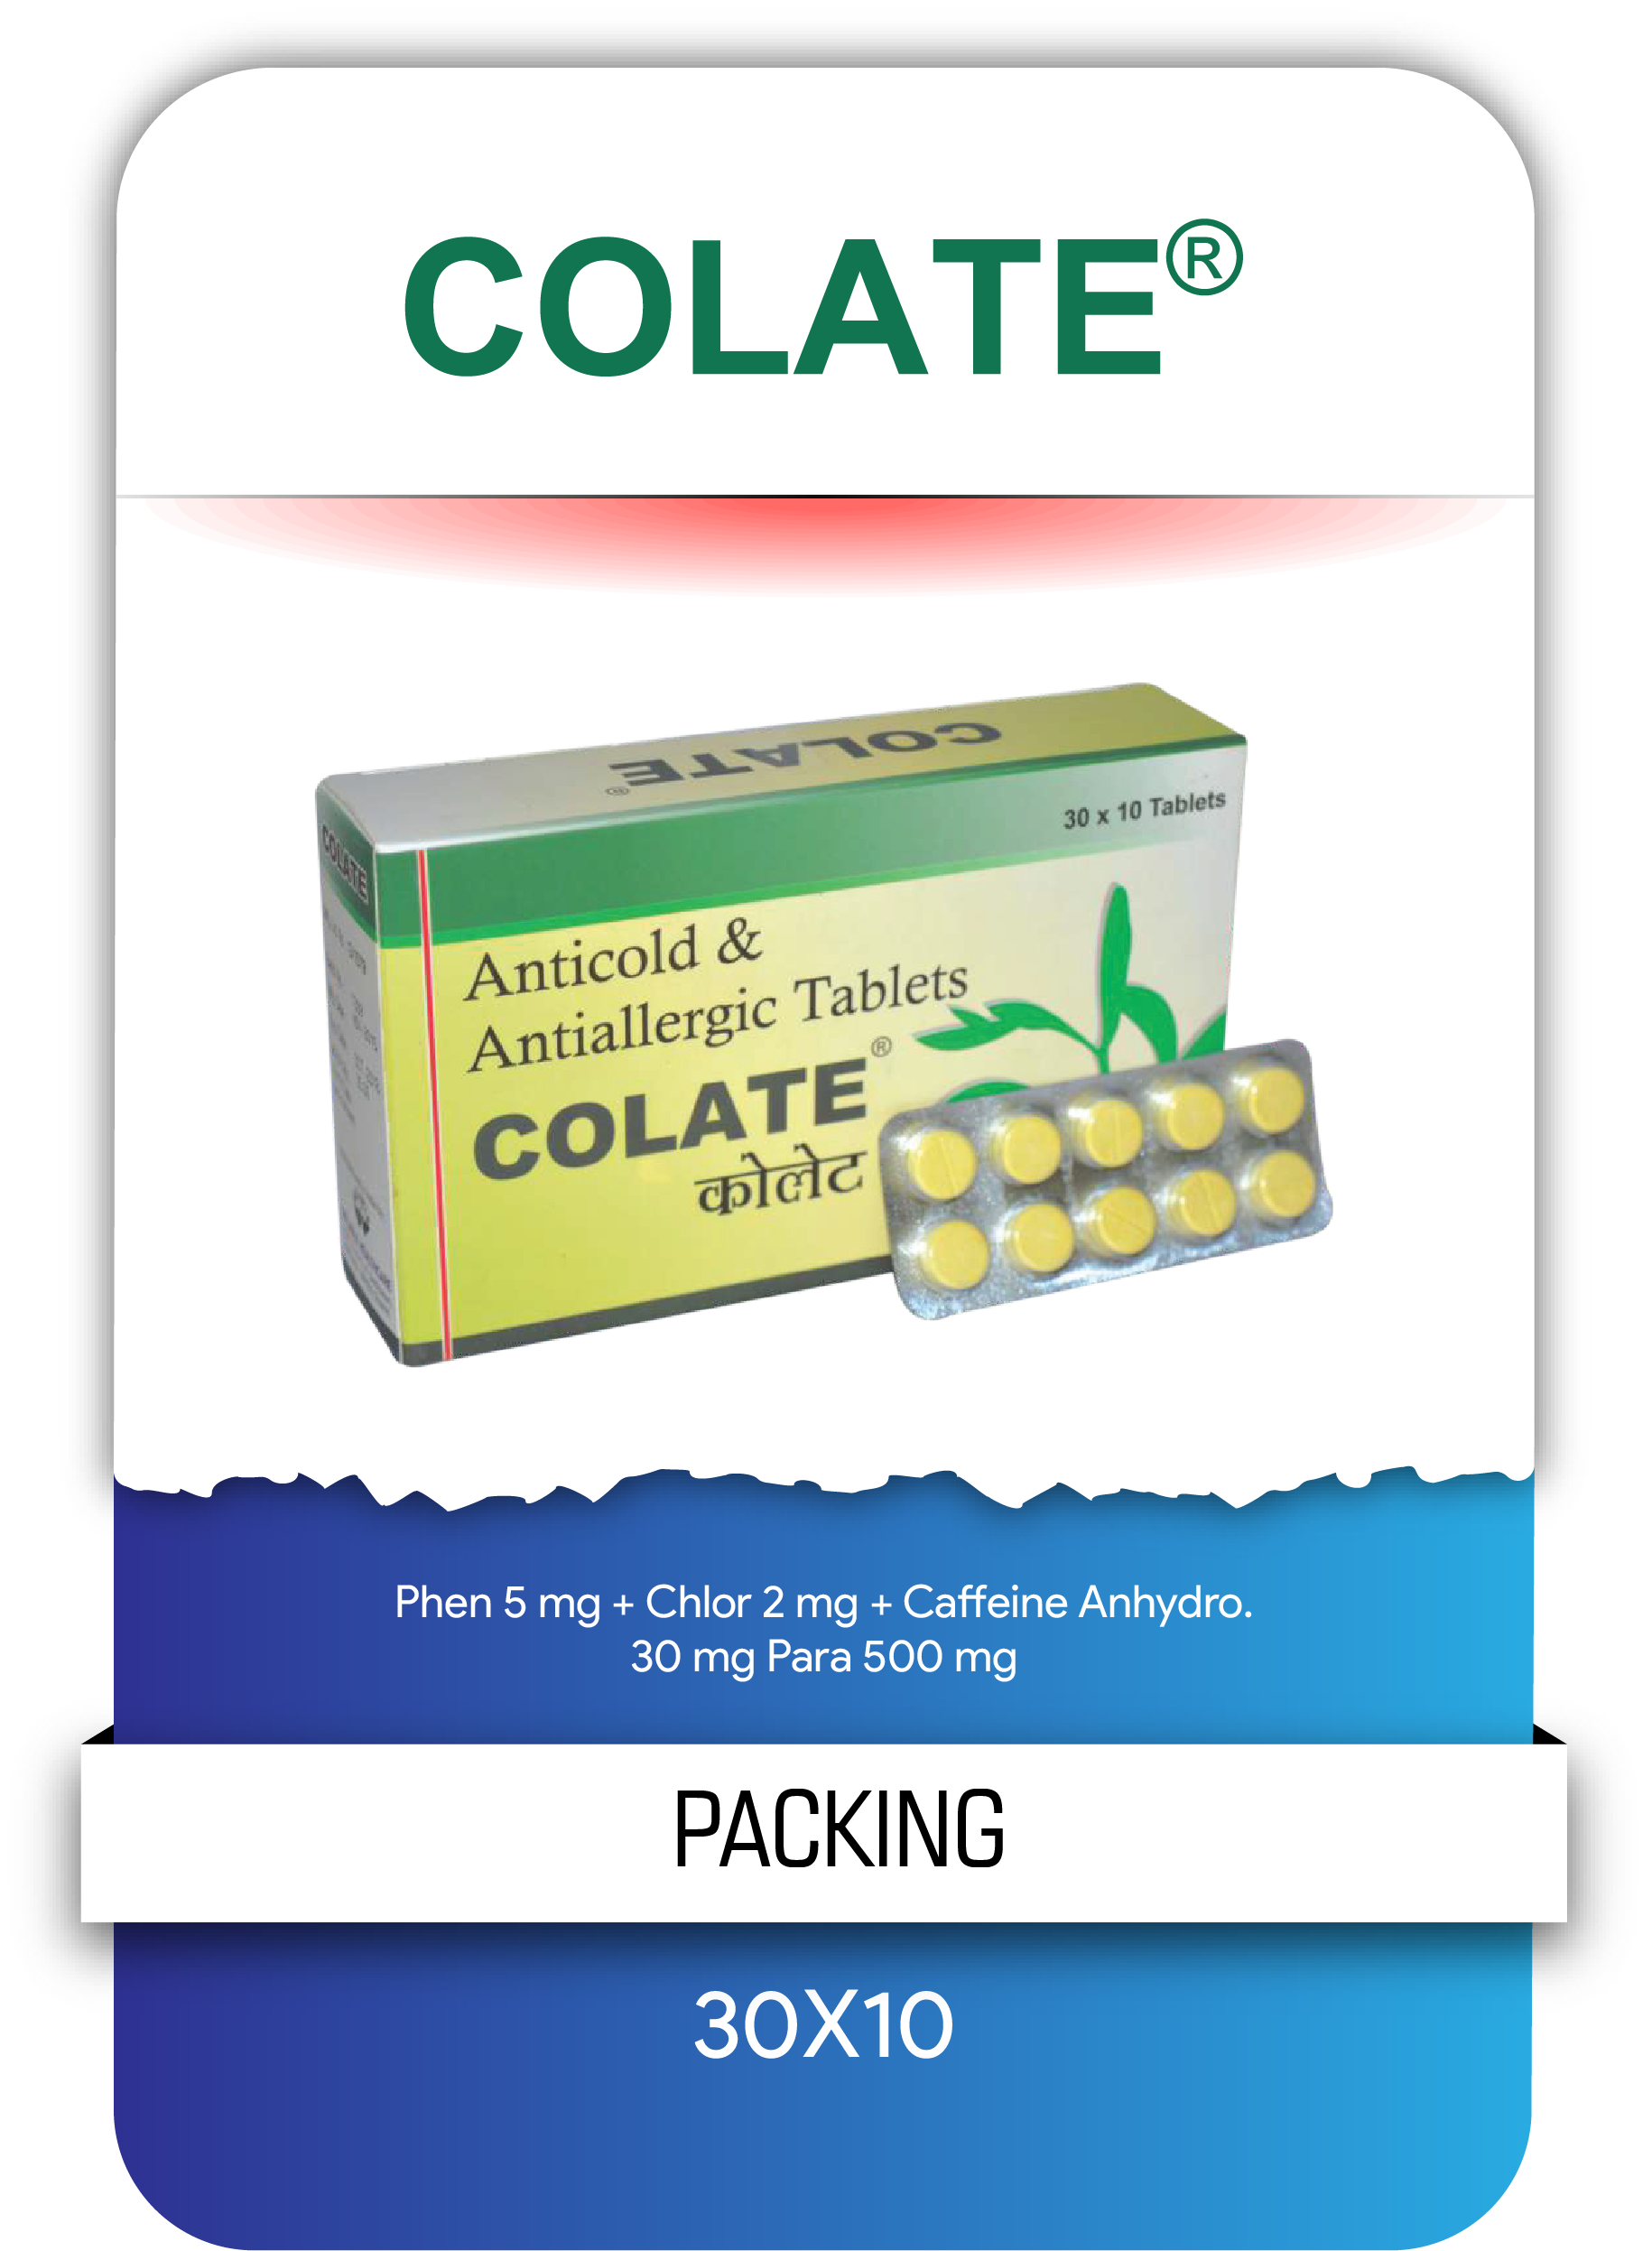 COLATE®
COLATE®
30 x 10 Tablets
COLATE
Anticold &
Antiallergic Tablets
COLATE®
कोलेट
Phen 5 mg + Chlor 2 mg + Caffeine Anhydro.
30 mg Para 500 mg
PACKING
30X10